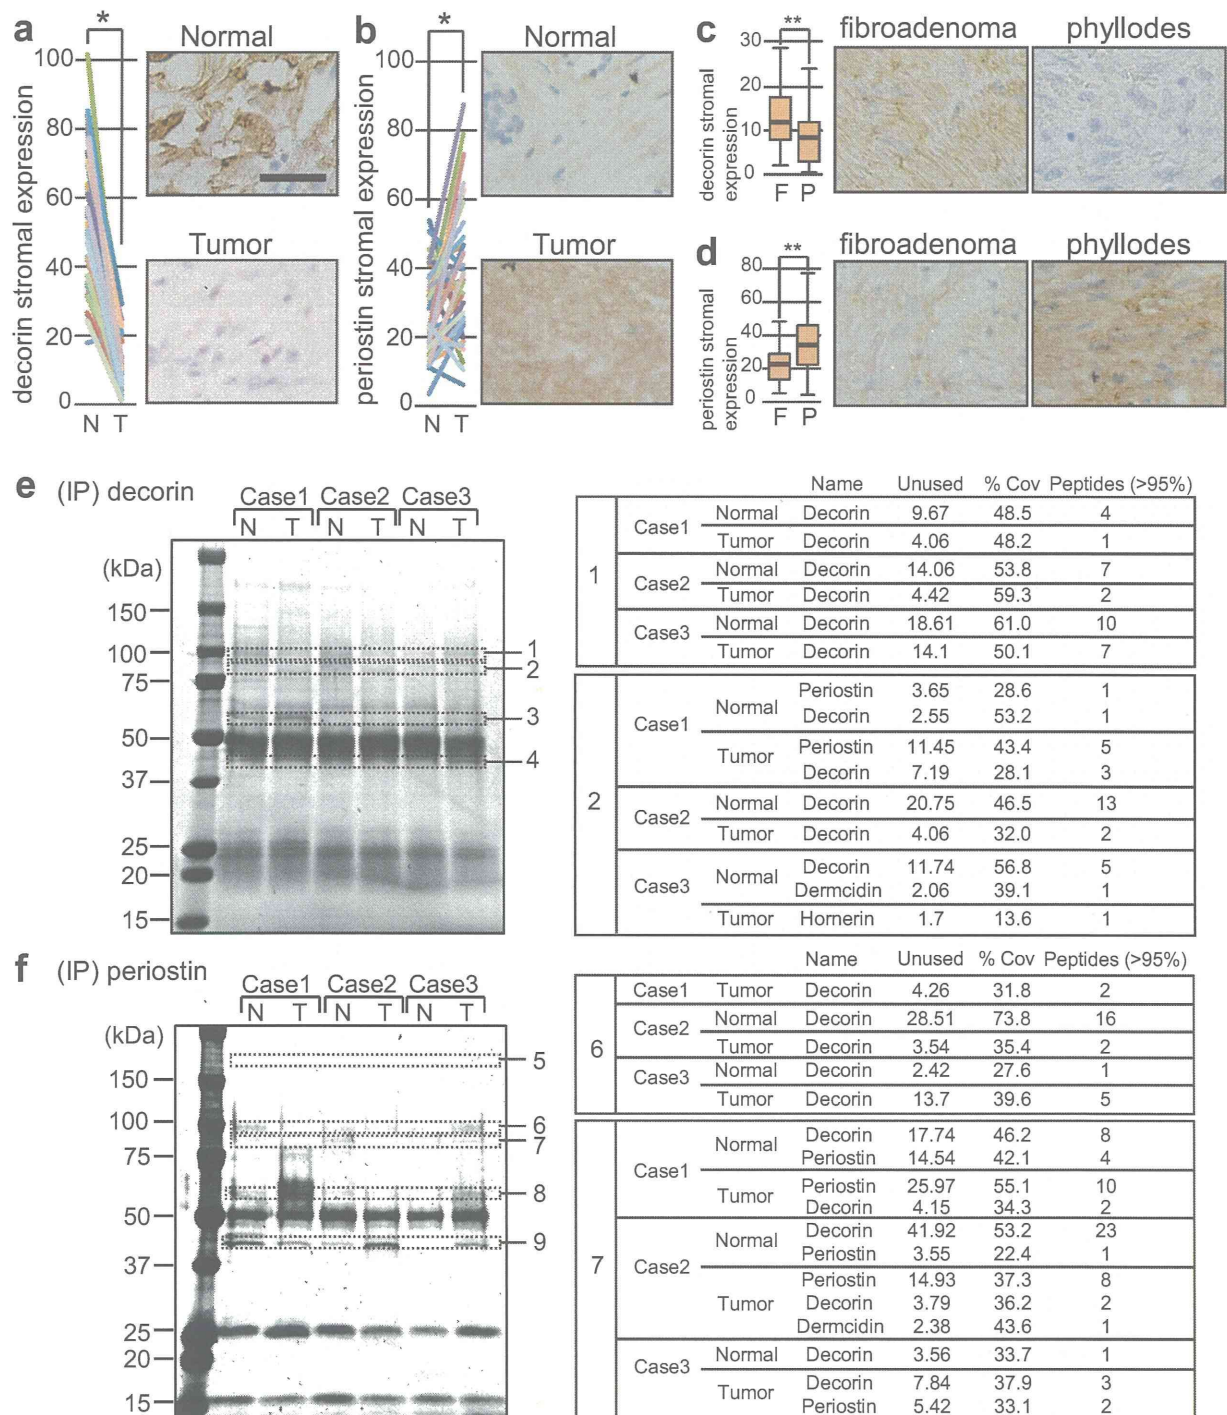 a
*
Normal
100
80
60
40
20
0
decorin stromal expression
N T
Tumor
b
*
Normal
100
80
60
40
20
0
periostin stromal expression
N T
Tumor
c
**
fibroadenoma phyllodes
30
20
10
0
decorin stromal
expression
F P
d
**
fibroadenoma phyllodes
80
60
40
20
0
periostin stromal
expression
F P
e (IP) decorin
Case1 Case2 Case3
N T N T N T
(kDa)
150
100
75
50
37
25
20
15
1
2
3
4
Name Unused % Cov Peptides (>95%)
1 Case1 Normal Decorin 9.67 48.5 4
Tumor Decorin 4.06 48.2 1
Case2 Normal Decorin 14.06 53.8 7
Tumor Decorin 4.42 59.3 2
Case3 Normal Decorin 18.61 61.0 10
Tumor Decorin 14.1 50.1 7
2 Case1 Normal Periostin 3.65 28.6 1
Decorin 2.55 53.2 1
Tumor Periostin 11.45 43.4 5
Decorin 7.19 28.1 3
Case2 Normal Decorin 20.75 46.5 13
Tumor Decorin 4.06 32.0 2
Case3 Normal Decorin 11.74 56.8 5
Dermcidin 2.06 39.1 1
Tumor Hornerin 1.7 13.6 1
f (IP) periostin
Case1 Case2 Case3
N T N T N T
(kDa)
150
100
75
50
37
25
20
15
5
6
7
8
9
Name Unused % Cov Peptides (>95%)
6 Case1 Tumor Decorin 4.26 31.8 2
Case2 Normal Decorin 28.51 73.8 16
Tumor Decorin 3.54 35.4 2
Case3 Normal Decorin 2.42 27.6 1
Tumor Decorin 13.7 39.6 5
7 Case1 Normal Decorin 17.74 46.2 8
Periostin 14.54 42.1 4
Tumor Periostin 25.97 55.1 10
Decorin 4.15 34.3 2
Case2 Normal Decorin 41.92 53.2 23
Periostin 3.55 22.4 1
Tumor Periostin 14.93 37.3 8
Decorin 3.79 36.2 2
Dermcidin 2.38 43.6 1
Case3 Normal Decorin 3.56 33.7 1
Tumor Decorin 7.84 37.9 3
Periostin 5.42 33.1 2